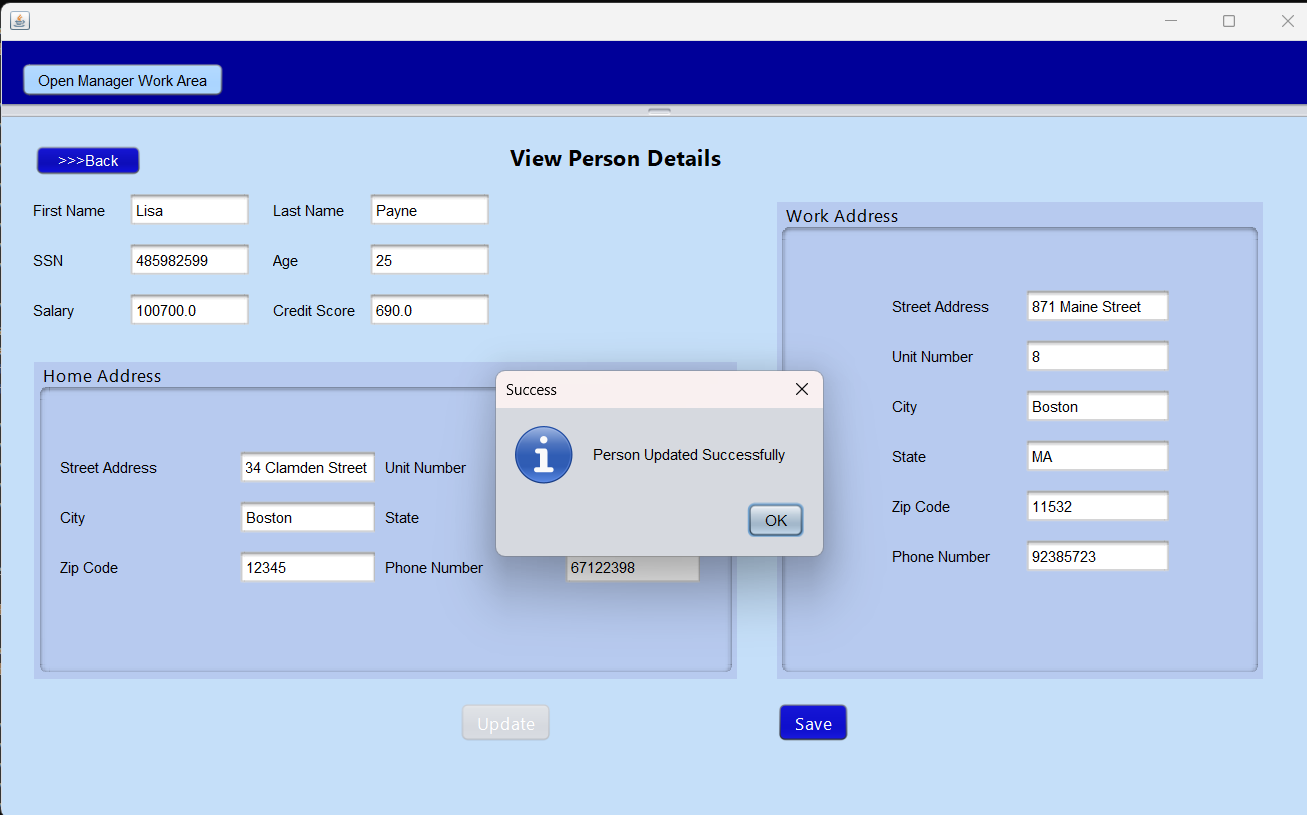 Open Manager Work Area
>>>Back
View Person Details
First Name Lisa Last Name Payne
SSN 485982599 Age 25
Salary 100700.0 Credit Score 690.0
Home Address
Street Address 34 Clamden Street Unit Number
City Boston State
Zip Code 12345 Phone Number 67122398
Work Address
Street Address 871 Maine Street
Unit Number 8
City Boston
State MA
Zip Code 11532
Phone Number 92385723
Success
Person Updated Successfully
OK
Update
Save